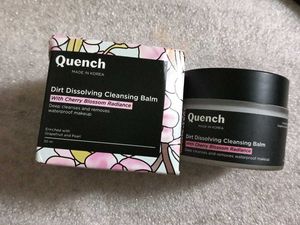 Quench
MADE IN KOREA
Dirt Dissolving Cleansing Balm
With Cherry Blossom Radiance
Deep cleanses and removes
waterproof makeup
Enriched with
Grapefruit and Pearl
50 ml
Quench
MADE IN KOREA
Dirt Dissolving Cleansing Balm
With Cherry Blossom Radiance
Deep cleanses and removes waterproof makeup